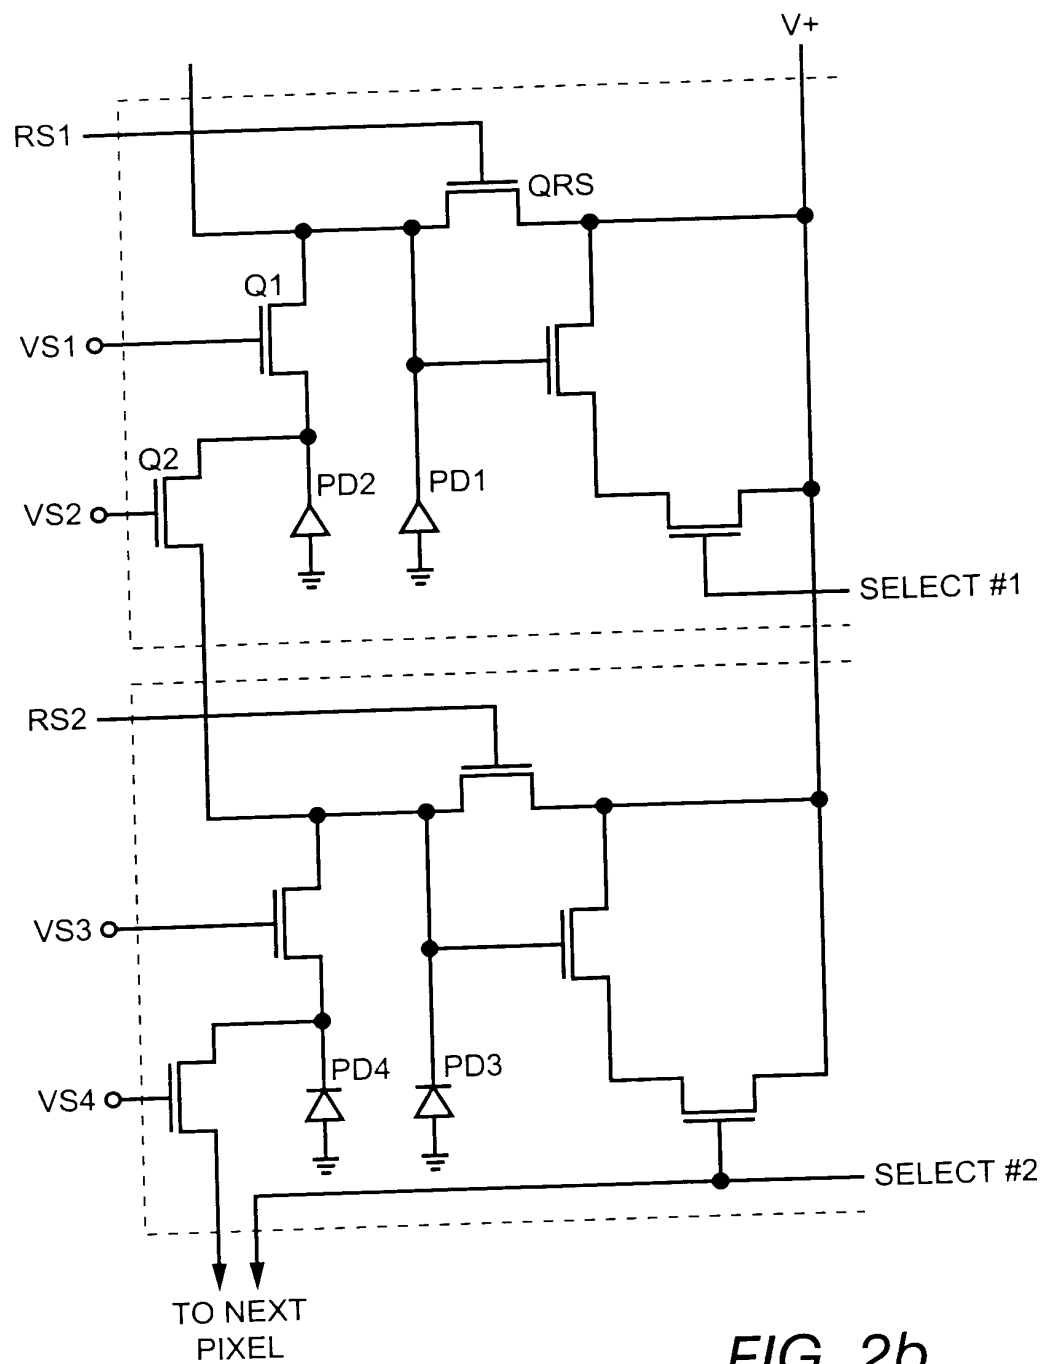 V+
RS1
QRS
Q1
VS1
Q2
PD2
PD1
VS2
SELECT #1
RS2
VS3
PD4
PD3
VS4
SELECT #2
TO NEXT
PIXEL
FIG. 2b